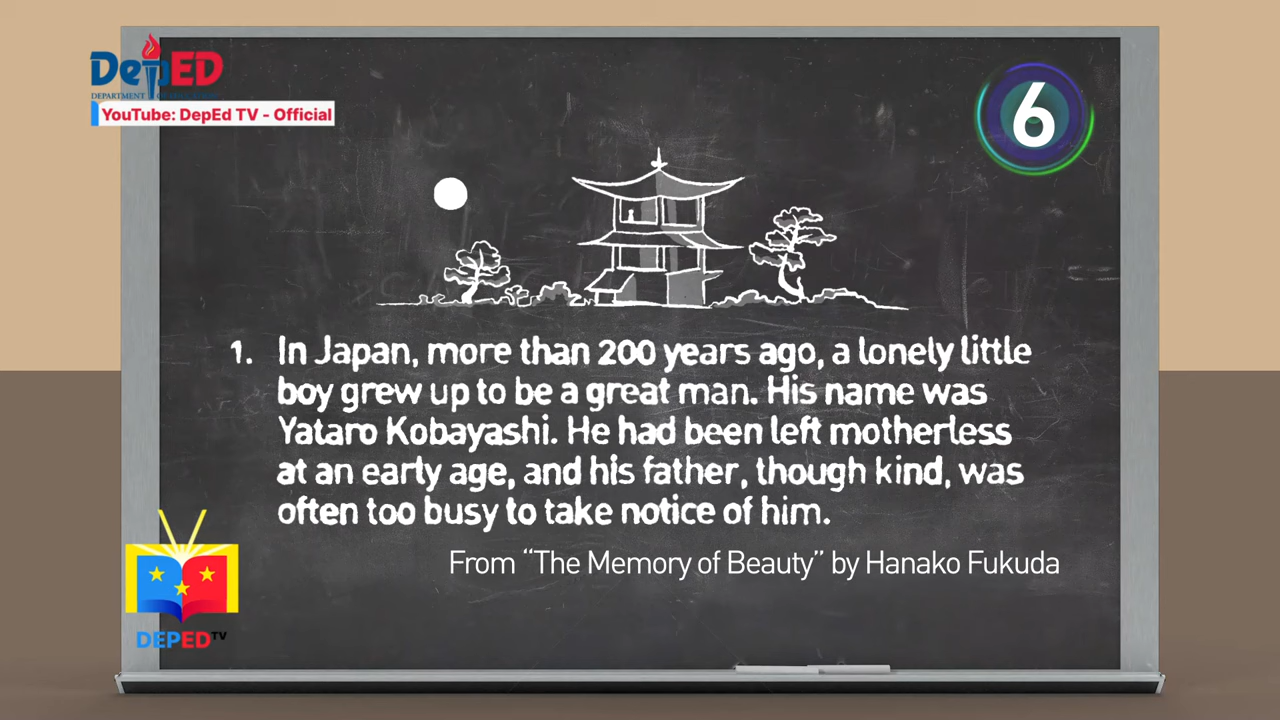 DepED
DEPARTMENT OF EDUCATION
YouTube: DepEd TV - Official
6
1. In Japan, more than 200 years ago, a lonely little
boy grew up to be a great man. His name was
Yataro Kobayashi. He had been left motherless
at an early age, and his father, though kind, was
often too busy to take notice of him.
From “The Memory of Beauty” by Hanako Fukuda
DEPED TV